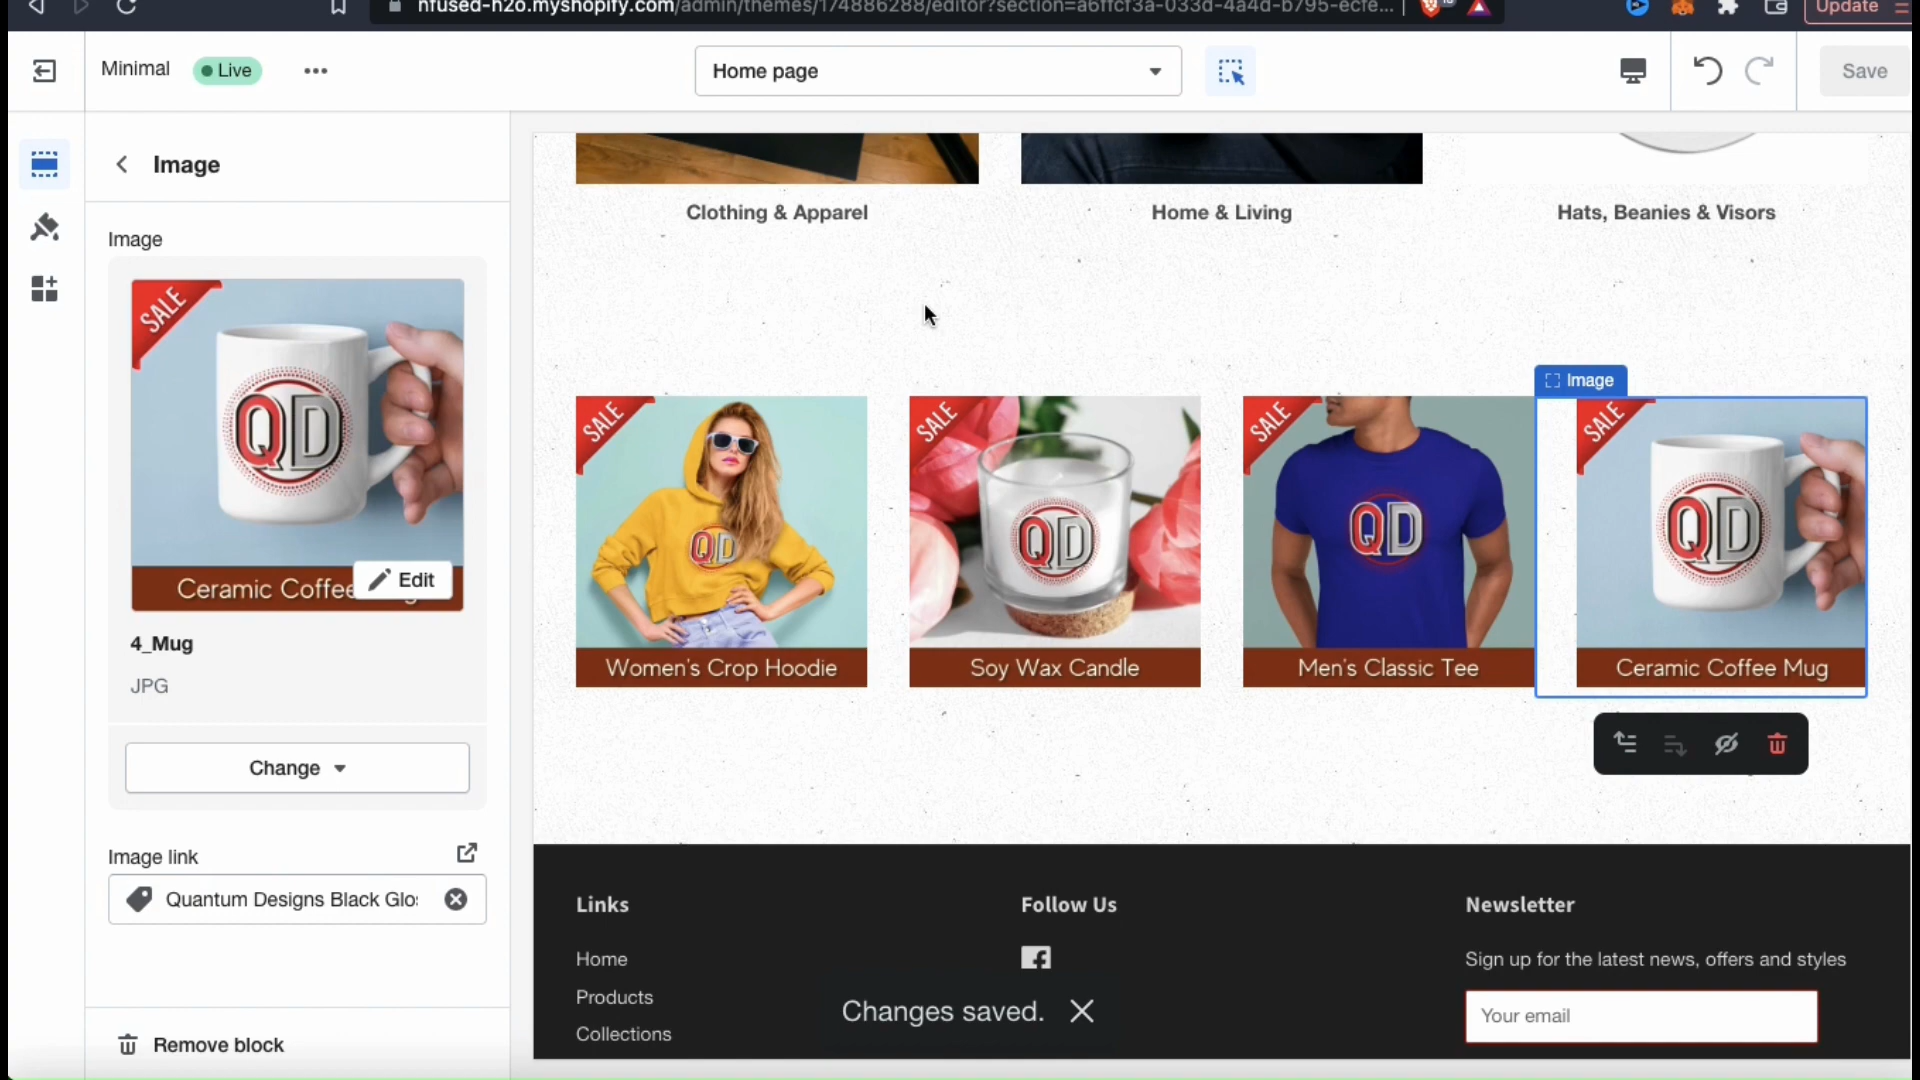 nfused-h2o.myshopify.com/admin/themes/174886288/editor?section=a6ffcf3a-033d-4a4d-b795-ecfe...
Update
Minimal
Live
Home page
Save
Image
Image
SALE
QD
Ceramic Coffee
Edit
4_Mug
JPG
Change
Image link
Quantum Designs Black Glo
Remove block
Clothing & Apparel
Home & Living
Hats, Beanies & Visors
Image
SALE
SALE
SALE
SALE
QD
QD
QD
QD
Women's Crop Hoodie
Soy Wax Candle
Men's Classic Tee
Ceramic Coffee Mug
Links
Follow Us
Newsletter
Home
Sign up for the latest news, offers and styles
Products
Changes saved.
Your email
Collections